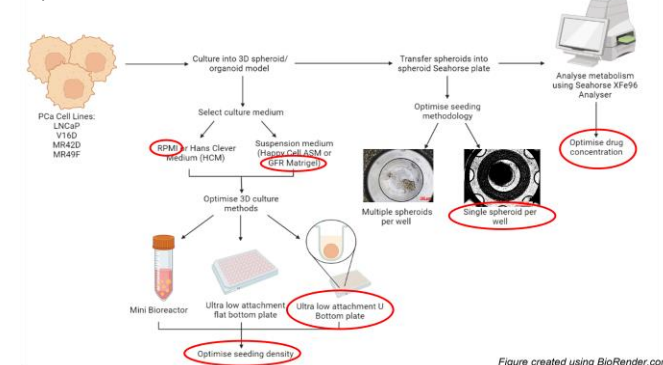 PCa Cell Lines:
LNCaP
V16D
MR42D
MR49F
Culture into 3D spheroid/
organoid model
Transfer spheroids into
spheroid Seahorse plate
Analyse metabolism
using Seahorse XFe96
Analyser
Select culture medium
Optimise seeding
methodology
Optimise drug
concentration
RPMI or Hans Clever
Medium (HCM)
Suspension medium
(Happy Cell ASM or
GFR Matrigel)
Optimise 3D culture
methods
Multiple spheroids
per well
Single spheroid per
well
Mini Bioreactor
Ultra low attachment
flat bottom plate
Ultra low attachment U
Bottom plate
Optimise seeding density
Figure created using BioRender.com